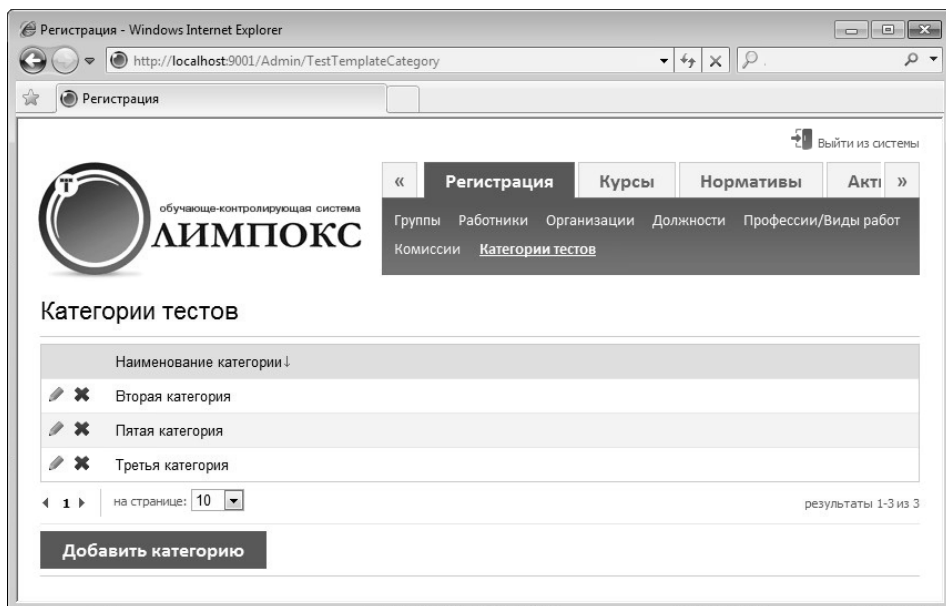 Регистрация - Windows Internet Explorer
http://localhost:9001/Admin/TestTemplateCategory
Регистрация
Выйти из системы
« Регистрация Курсы Нормативы »
обучающе-контролирующая система
ЛИМПОКС
Группы Работники Организации Должности Профессии/Виды работ
Комиссии Категории тестов
Категории тестов
Наименование категории↓
Вторая категория
Пятая категория
Третья категория
1 на странице: 10 результаты 1-3 из 3
Добавить категорию